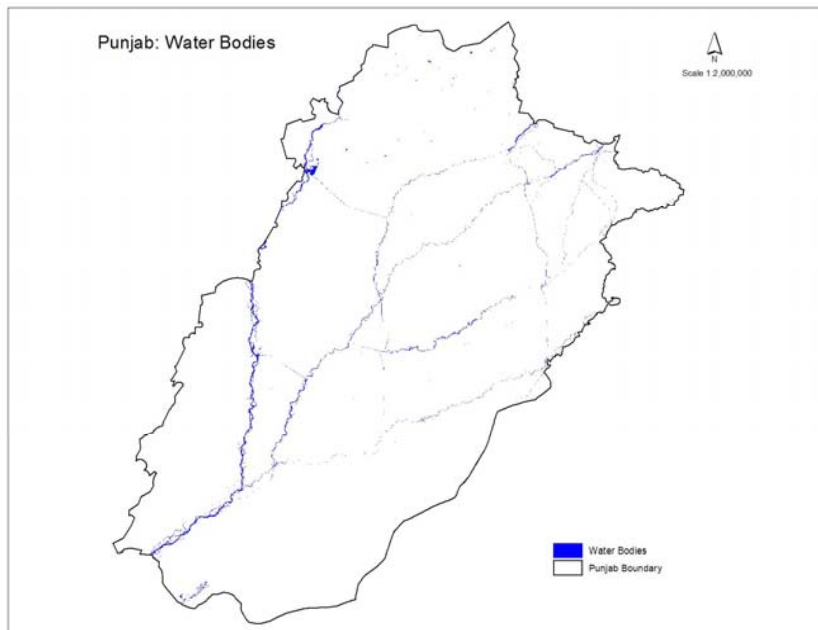 Punjab: Water Bodies
N
Scale 1:2,000,000
Water Bodies
Punjab Boundary